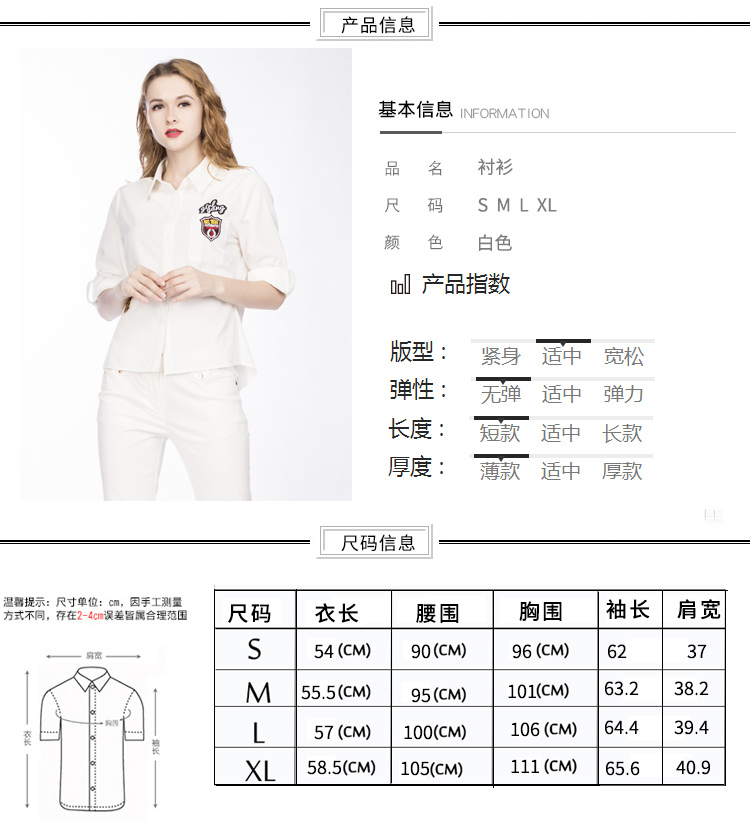 产品信息
基本信息 INFORMATION
品 名 衬衫
尺 码 S M L XL
颜 色 白色
产品指数
版型： 紧身 适中 宽松
弹性： 无弹 适中 弹力
长度： 短款 适中 长款
厚度： 薄款 适中 厚款
尺码信息
温馨提示：尺寸单位：cm，因手工测量
方式不同，存在2-4cm误差皆属合理范围
肩宽
胸围
衣长
袖长
尺码 衣长 腰围 胸围 袖长 肩宽
S 54 (CM) 90 (CM) 96 (CM) 62 37
M 55.5(CM) 95(CM) 101(CM) 63.2 38.2
L 57 (CM) 100(CM) 106 (CM) 64.4 39.4
XL 58.5(CM) 105(CM) 111 (CM) 65.6 40.9